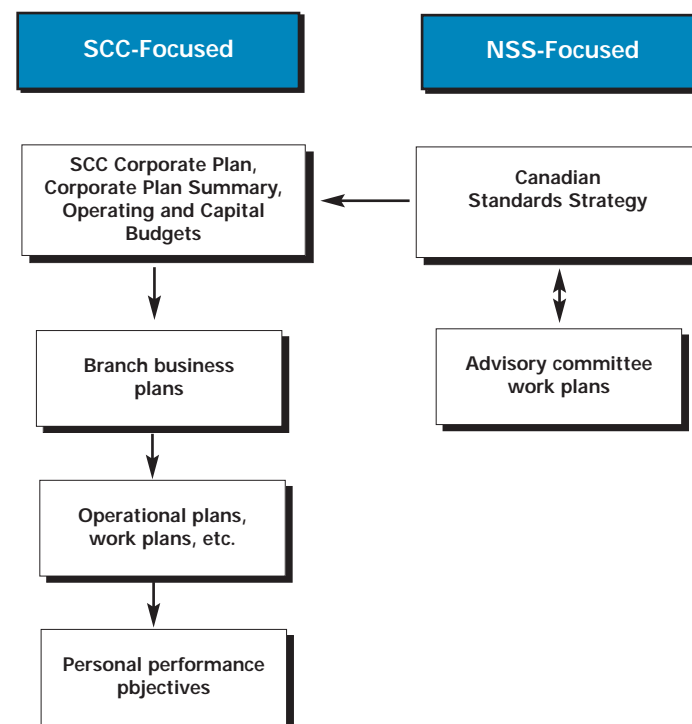 SCC-Focused
NSS-Focused
SCC Corporate Plan,
Corporate Plan Summary,
Operating and Capital
Budgets
Canadian
Standards Strategy
Branch business
plans
Advisory committee
work plans
Operational plans,
work plans, etc.
Personal performance
pbjectives